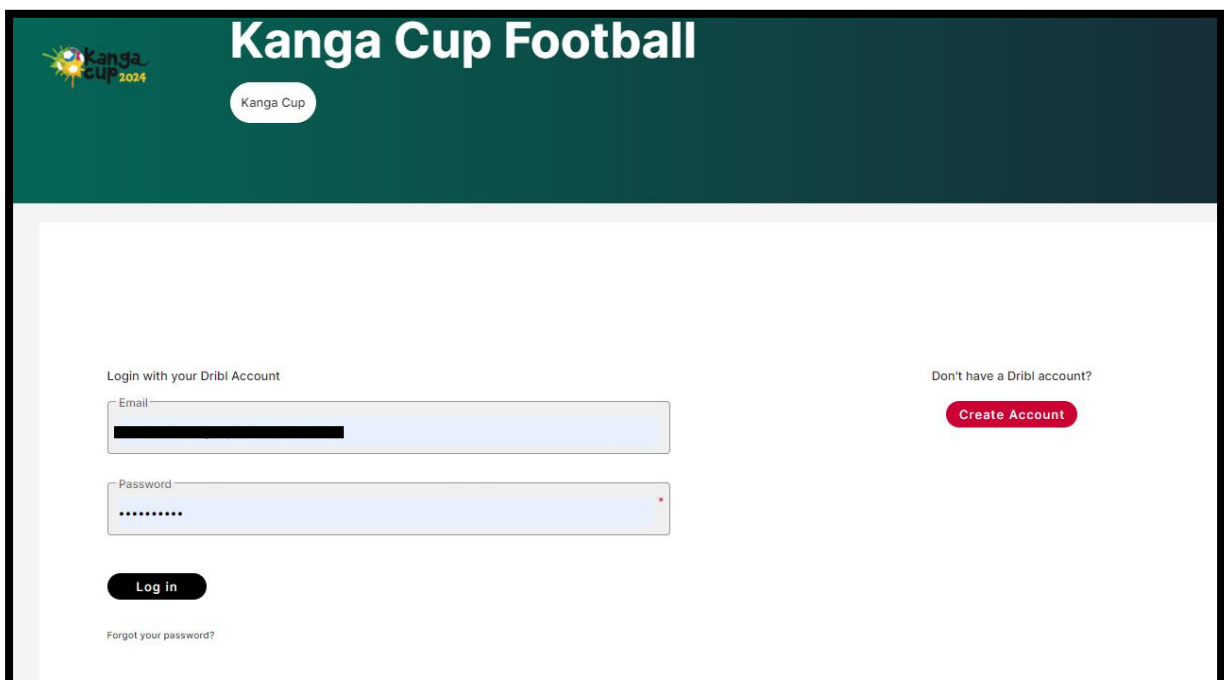 Kanga Cup Football
kanga
cup 2024
Kanga Cup
Login with your Dribl Account
Don't have a Dribl account?
Email
Create Account
Password
*
••••••••••
Log in
Forgot your password?